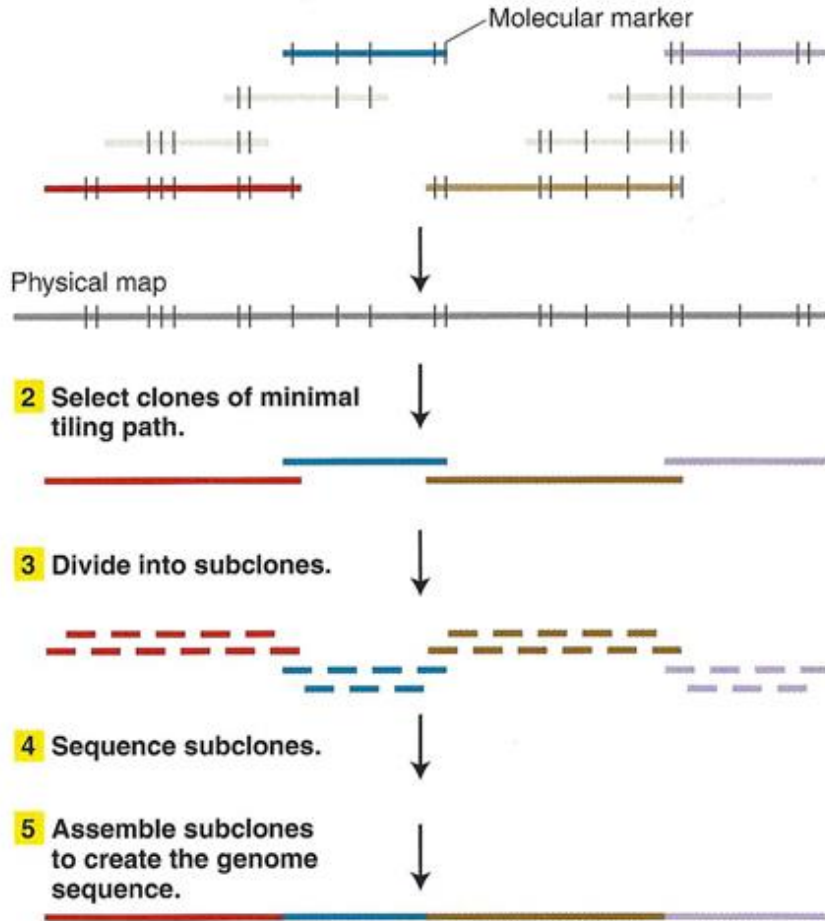 Molecular marker
Physical map
2 Select clones of minimal
tiling path.
3 Divide into subclones.
4 Sequence subclones.
5 Assemble subclones
to create the genome
sequence.